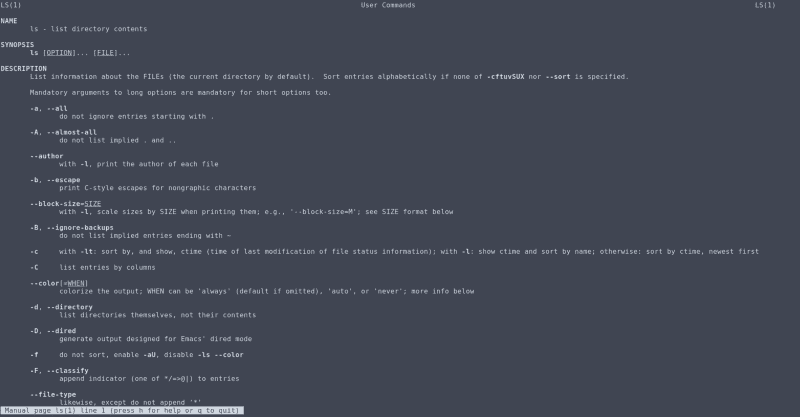 LS(1) User Commands LS(1)
NAME
ls - list directory contents
SYNOPSIS
ls [OPTION]... [FILE]...
DESCRIPTION
List information about the FILEs (the current directory by default). Sort entries alphabetically if none of -cftuvSUX nor --sort is specified.
Mandatory arguments to long options are mandatory for short options too.
-a, --all
do not ignore entries starting with .
-A, --almost-all
do not list implied . and ..
--author
with -l, print the author of each file
-b, --escape
print C-style escapes for nongraphic characters
--block-size=SIZE
with -l, scale sizes by SIZE when printing them; e.g., '--block-size=M'; see SIZE format below
-B, --ignore-backups
do not list implied entries ending with ~
-c with -lt: sort by, and show, ctime (time of last modification of file status information); with -l: show ctime and sort by name; otherwise: sort by ctime, newest first
-C list entries by columns
--color[=WHEN]
colorize the output; WHEN can be 'always' (default if omitted), 'auto', or 'never'; more info below
-d, --directory
list directories themselves, not their contents
-D, --dired
generate output designed for Emacs' dired mode
-f do not sort, enable -aU, disable -ls --color
-F, --classify
append indicator (one of */=>@|) to entries
--file-type
likewise, except do not append '*'
Manual page ls(1) line 1 (press h for help or q to quit)